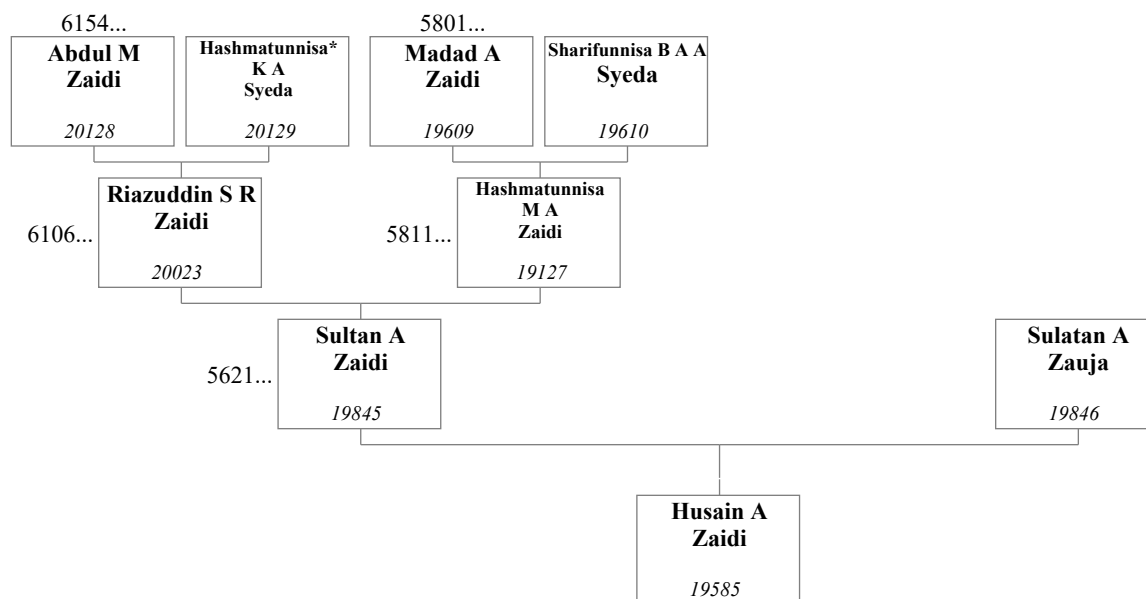 6154...
5801...
Abdul M
Zaidi
20128
Hashmatunnisa*
K A
Syeda
20129
Madad A
Zaidi
19609
Sharifunnisa B A A
Syeda
19610
6106...
Riazuddin S R
Zaidi
20023
5811...
Hashmatunnisa
M A
Zaidi
19127
5621...
Sultan A
Zaidi
19845
Sulatan A
Zauja
19846
Husain A
Zaidi
19585